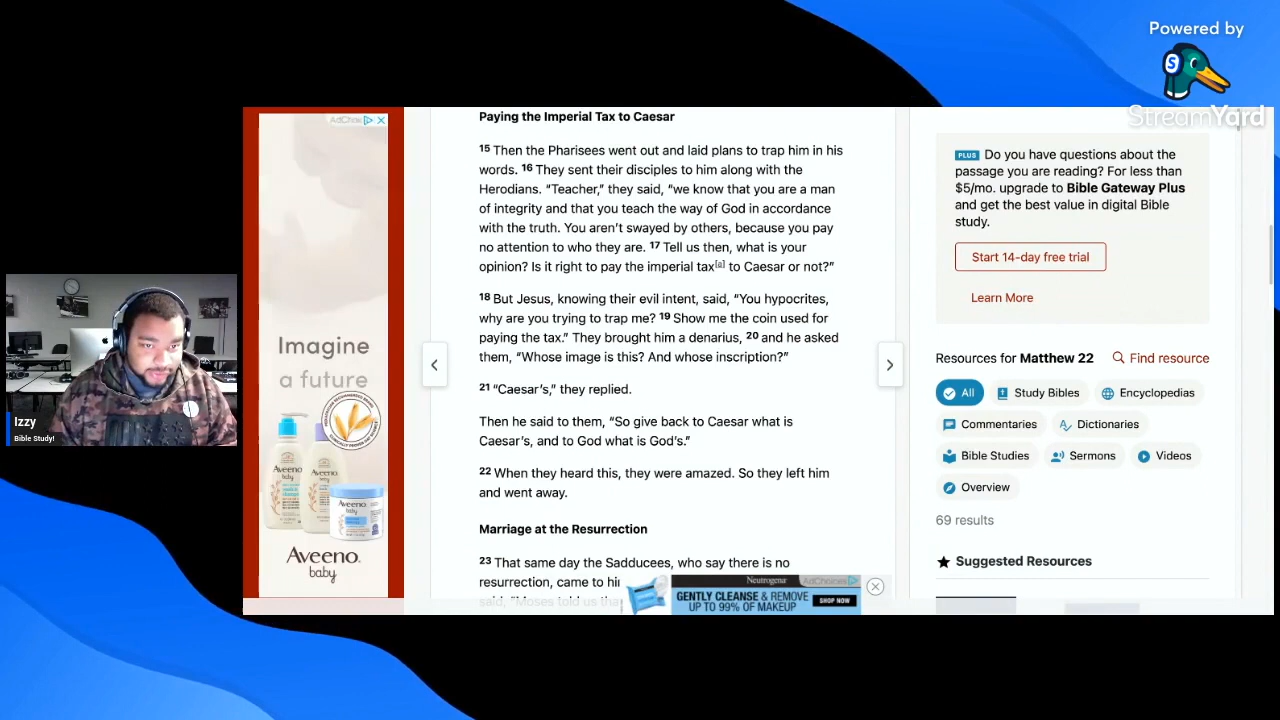 Powered by
StreamYard
AdChoi
Imagine
a future
Aveeno
baby
Aveeno
baby
Aveeno
baby
Izzy
Bible Study!
Paying the Imperial Tax to Caesar
15 Then the Pharisees went out and laid plans to trap him in his
words. 16 They sent their disciples to him along with the
Herodians. “Teacher,” they said, “we know that you are a man
of integrity and that you teach the way of God in accordance
with the truth. You aren’t swayed by others, because you pay
no attention to who they are. 17 Tell us then, what is your
opinion? Is it right to pay the imperial tax[a] to Caesar or not?”
18 But Jesus, knowing their evil intent, said, “You hypocrites,
why are you trying to trap me? 19 Show me the coin used for
paying the tax.” They brought him a denarius, 20 and he asked
them, “Whose image is this? And whose inscription?”
21 “Caesar’s,” they replied.
Then he said to them, “So give back to Caesar what is
Caesar’s, and to God what is God’s.”
22 When they heard this, they were amazed. So they left him
and went away.
Marriage at the Resurrection
23 That same day the Sadducees, who say there is no
resurrection, came to hi
said, “Moses told us tha
Neutrogena
AdChoices
GENTLY CLEANSE & REMOVE
UP TO 99% OF MAKEUP
SHOP NOW
PLUS Do you have questions about the
passage you are reading? For less than
$5/mo. upgrade to Bible Gateway Plus
and get the best value in digital Bible
study.
Start 14-day free trial
Learn More
Resources for Matthew 22
Find resource
All Study Bibles Encyclopedias
Commentaries Dictionaries
Bible Studies Sermons Videos
Overview
69 results
Suggested Resources